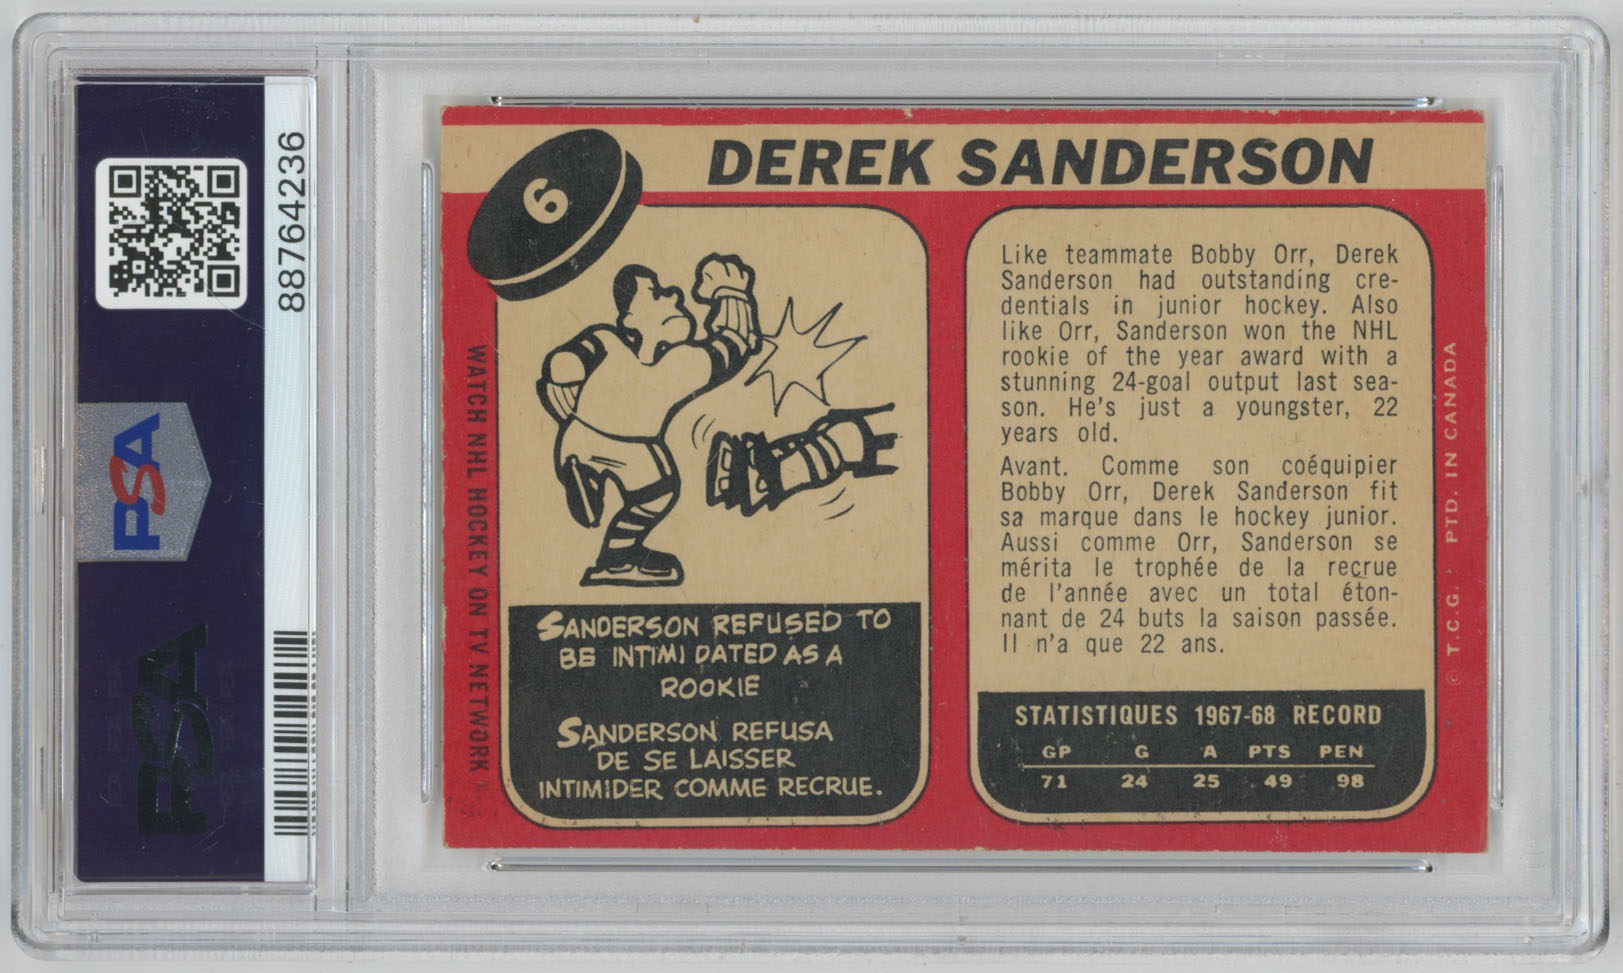 88764236
PSA
PSA
6
DEREK SANDERSON
WATCH NHL HOCKEY ON TV NETWORK
SANDERSON REFUSED TO
BE INTIMIDATED AS A
ROOKIE
SANDERSON REFUSA
DE SE LAISSER
INTIMIDER COMME RECRUE.
Like teammate Bobby Orr, Derek
Sanderson had outstanding cre-
dentials in junior hockey. Also
like Orr, Sanderson won the NHL
rookie of the year award with a
stunning 24-goal output last sea-
son. He's just a youngster, 22
years old.
Avant. Comme son coéquipier
Bobby Orr, Derek Sanderson fit
sa marque dans le hockey junior.
Aussi comme Orr, Sanderson se
mérita le trophée de la recrue
de l'année avec un total éton-
nant de 24 buts la saison passée.
Il n'a que 22 ans.
STATISTIQUES 1967-68 RECORD
GP G A PTS PEN
71 24 25 49 98
© T.C.G. PTD. IN CANADA